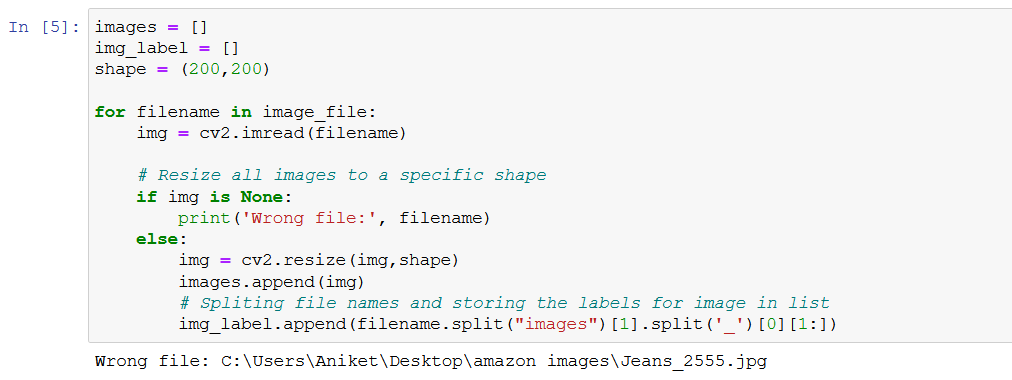 In [5]: images = []
img_label = []
shape = (200,200)
for filename in image_file:
img = cv2.imread(filename)
# Resize all images to a specific shape
if img is None:
print('Wrong file:', filename)
else:
img = cv2.resize(img,shape)
images.append(img)
# Spliting file names and storing the labels for image in list
img_label.append(filename.split("images")[1].split('_')[0][1:])
Wrong file: C:\Users\Aniket\Desktop\amazon images\Jeans_2555.jpg